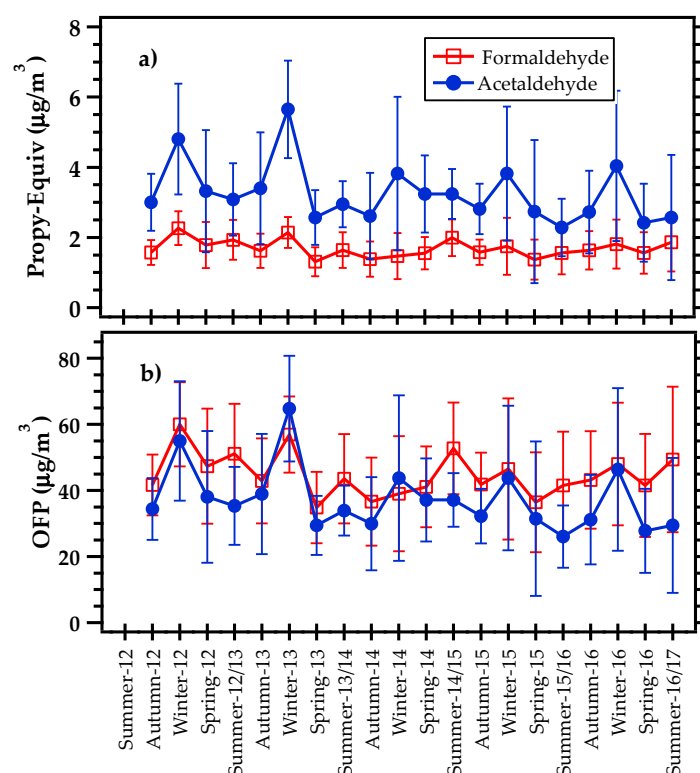 8
6
4
2
0
Propy-Equiv (μg/m³)
a)
Formaldehyde
Acetaldehyde
80
60
40
20
0
OFP (μg/m³)
b)
Summer-12
Autumn-12
Winter-12
Spring-12
Summer-12/13
Autumn-13
Winter-13
Spring-13
Summer-13/14
Autumn-14
Winter-14
Spring-14
Summer-14/15
Autumn-15
Winter-15
Spring-15
Summer-15/16
Autumn-16
Winter-16
Spring-16
Summer-16/17